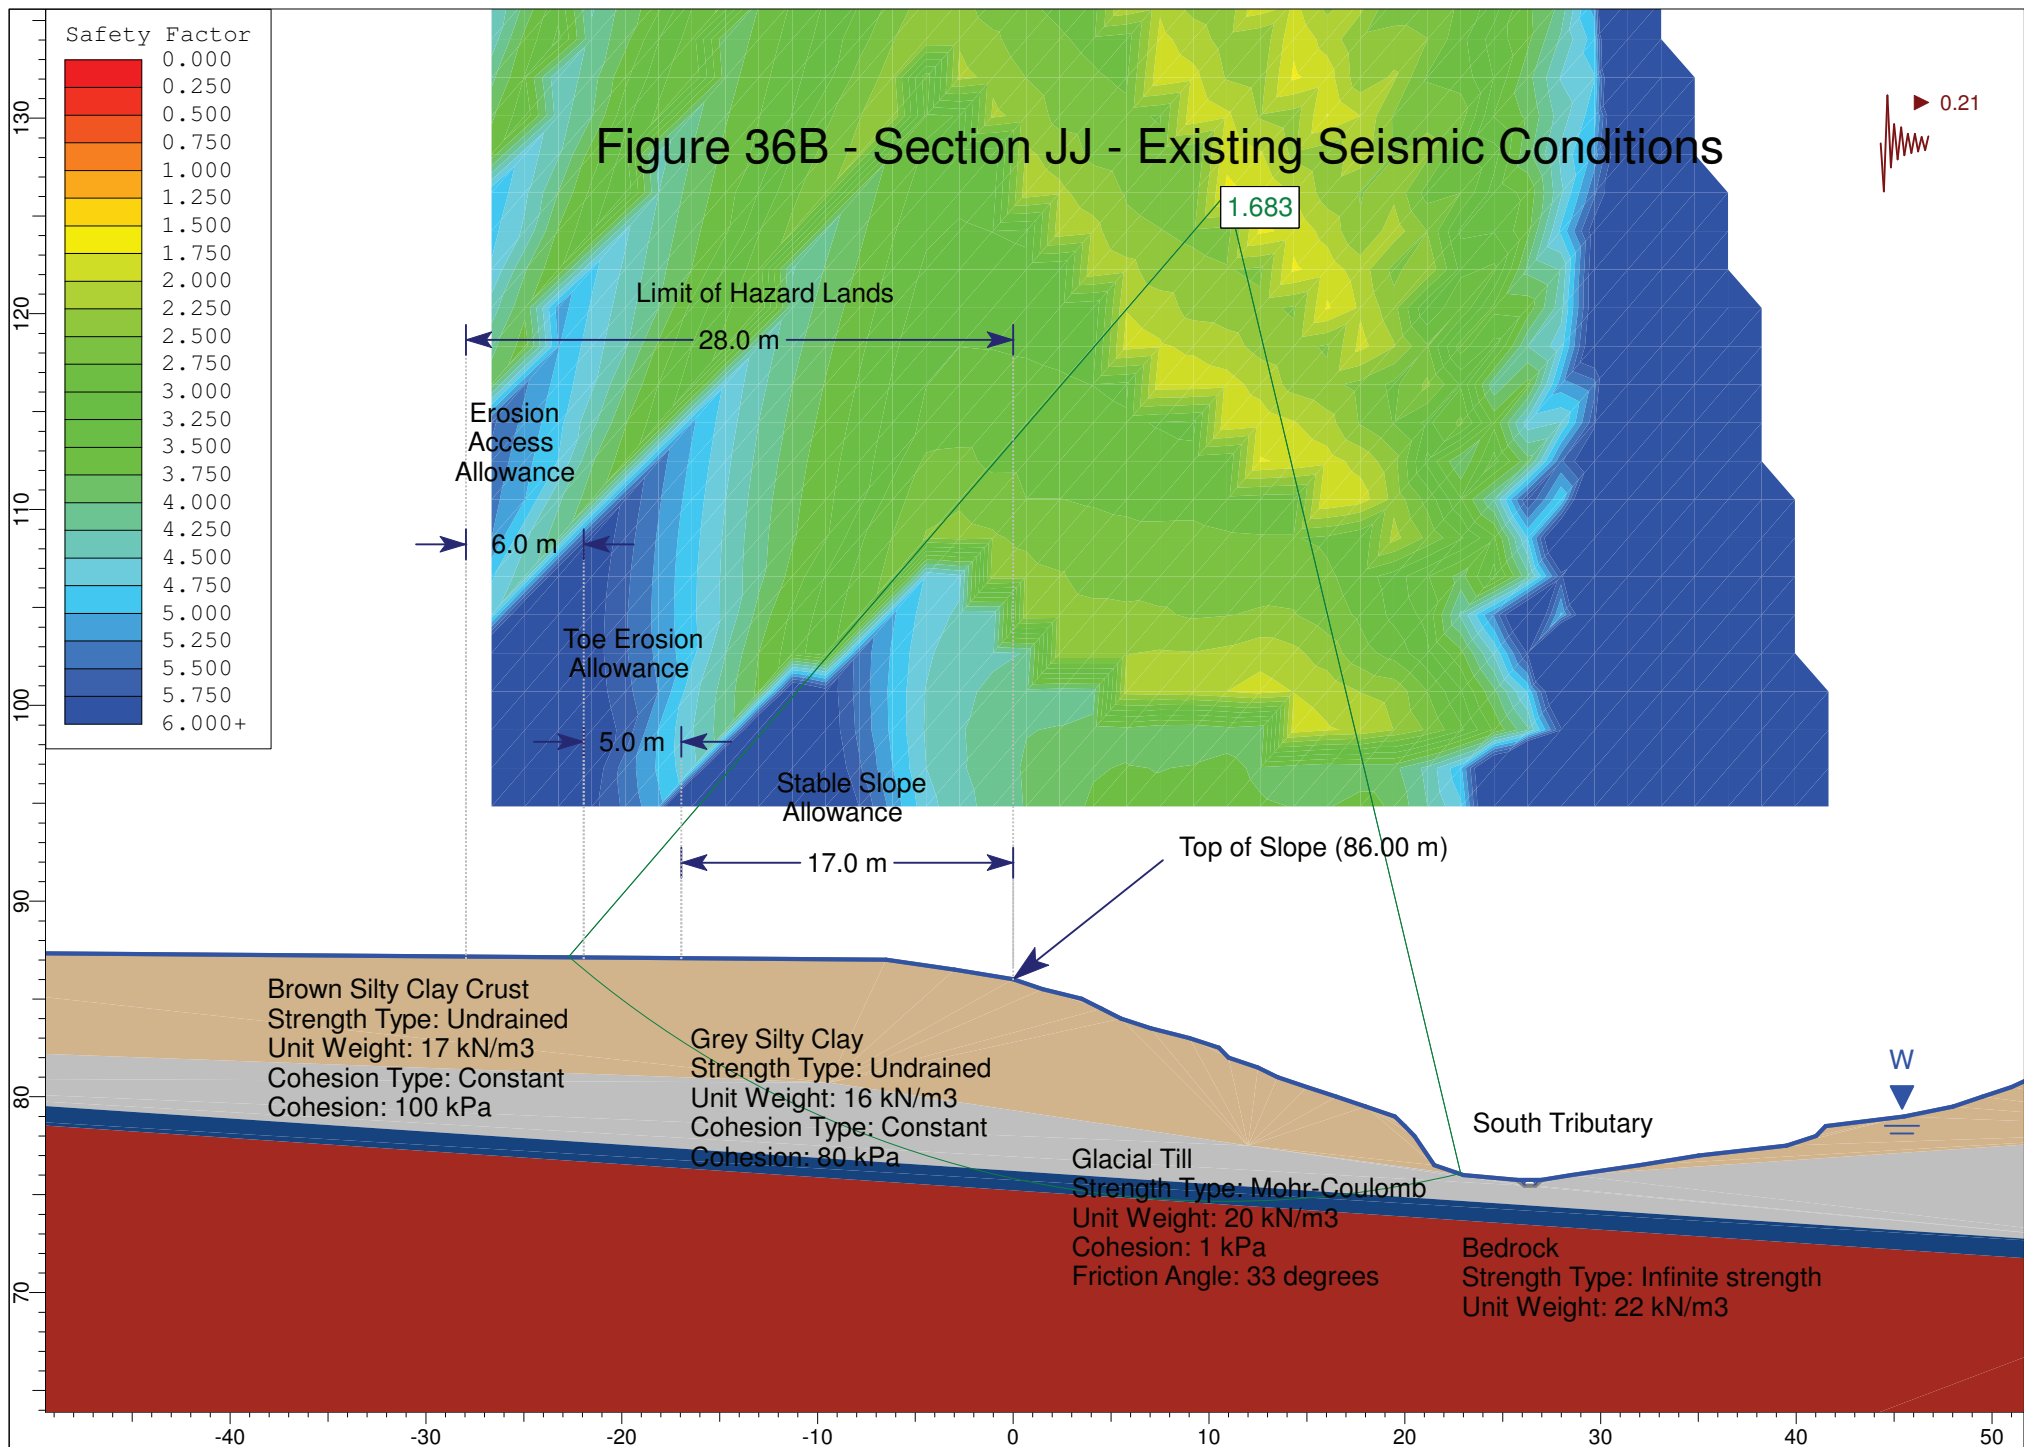 Safety Factor
0.000
0.250
0.500
0.750
1.000
1.250
1.500
1.750
2.000
2.250
2.500
2.750
3.000
3.250
3.500
3.750
4.000
4.250
4.500
4.750
5.000
5.250
5.500
5.750
6.000+
0.21
Figure 36B - Section JJ - Existing Seismic Conditions
1.683
Limit of Hazard Lands
28.0 m
Erosion
Access
Allowance
6.0 m
Toe Erosion
Allowance
5.0 m
Stable Slope
Allowance
17.0 m
Top of Slope (86.00 m)
Brown Silty Clay Crust
Strength Type: Undrained
Unit Weight: 17 kN/m3
Cohesion Type: Constant
Cohesion: 100 kPa
Grey Silty Clay
Strength Type: Undrained
Unit Weight: 16 kN/m3
Cohesion Type: Constant
Cohesion: 80 kPa
Glacial Till
Strength Type: Mohr-Coulomb
Unit Weight: 20 kN/m3
Cohesion: 1 kPa
Friction Angle: 33 degrees
South Tributary
W
Bedrock
Strength Type: Infinite strength
Unit Weight: 22 kN/m3
130
120
110
100
90
80
70
-40
-30
-20
-10
0
10
20
30
40
50